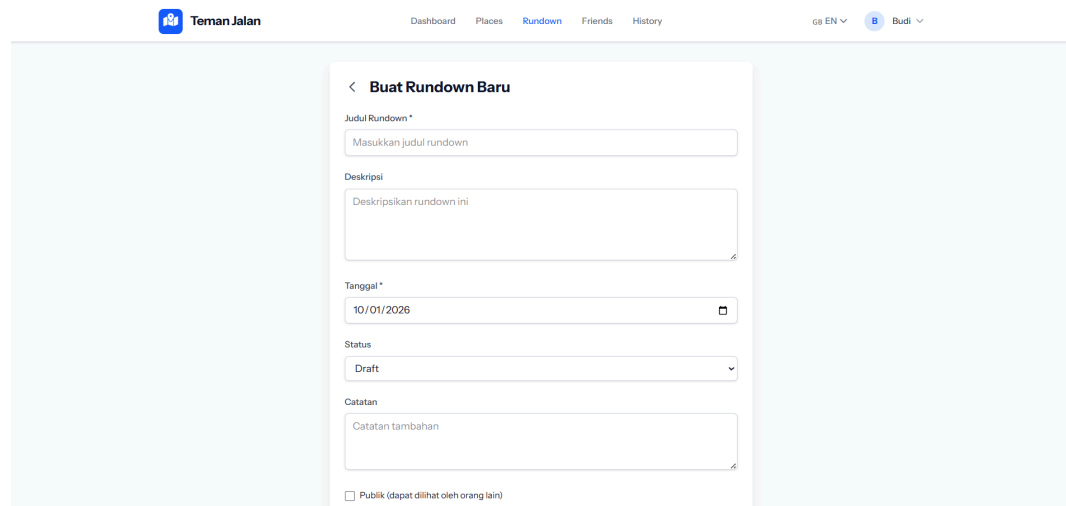 Teman Jalan
Dashboard Places Rundown Friends History
GB EN
B Budi
Buat Rundown Baru
Judul Rundown *
Masukkan judul rundown
Deskripsi
Deskripsikan rundown ini
Tanggal *
10/01/2026
Status
Draft
Catatan
Catatan tambahan
Publik (dapat dilihat oleh orang lain)